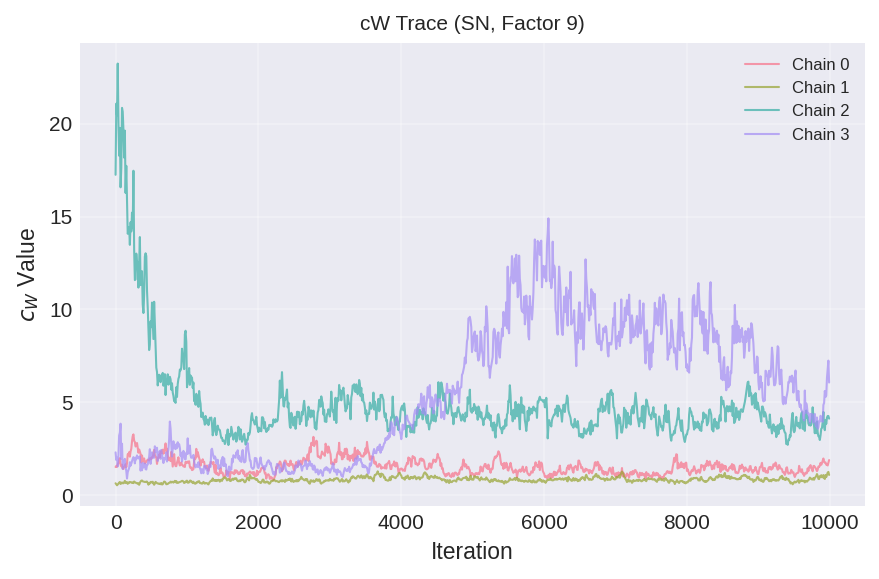 cW Trace (SN, Factor 9)
Chain 0
Chain 1
Chain 2
Chain 3
20
15
10
5
0
c_W Value
0 2000 4000 6000 8000 10000
Iteration